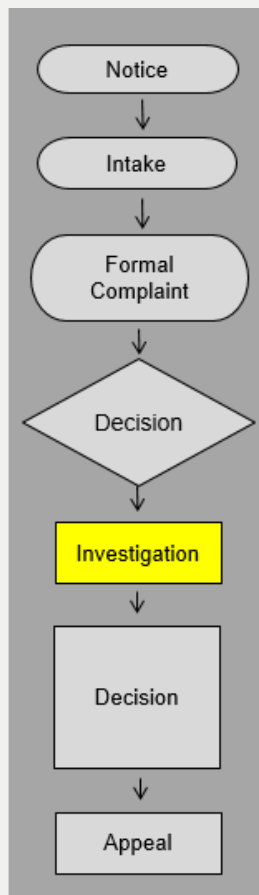 Notice
Intake
Formal
Complaint
Decision
Investigation
Decision
Appeal